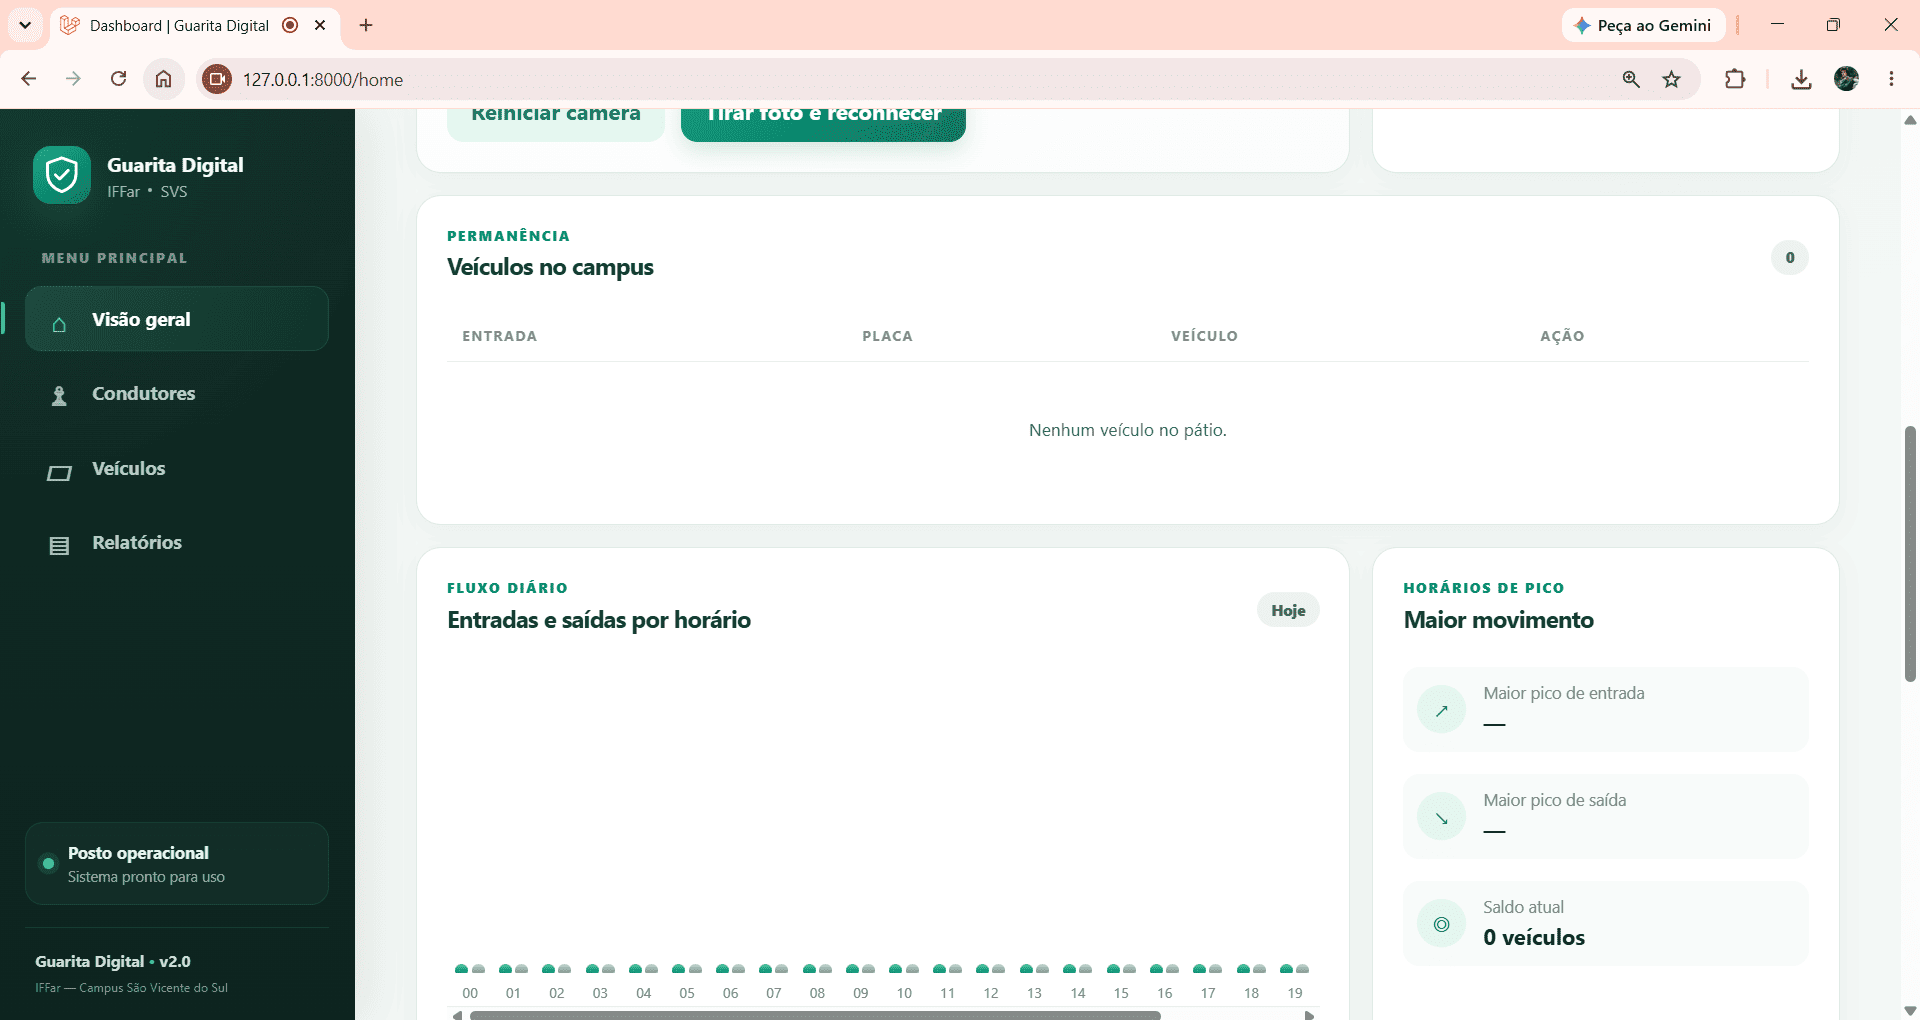 Dashboard | Guarita Digital
Peça ao Gemini
127.0.0.1:8000/home
Guarita Digital
IFFar • SVS
MENU PRINCIPAL
Visão geral
Condutores
Veículos
Relatórios
Posto operacional
Sistema pronto para uso
Guarita Digital • v2.0
IFFar — Campus São Vicente do Sul
Reiniciar câmera
Tirar foto e reconhecer
PERMANÊNCIA
Veículos no campus
0
ENTRADA PLACA VEÍCULO AÇÃO
Nenhum veículo no pátio.
FLUXO DIÁRIO
Entradas e saídas por horário
Hoje
00 01 02 03 04 05 06 07 08 09 10 11 12 13 14 15 16 17 18 19
HORÁRIOS DE PICO
Maior movimento
Maior pico de entrada
—
Maior pico de saída
—
Saldo atual
0 veículos